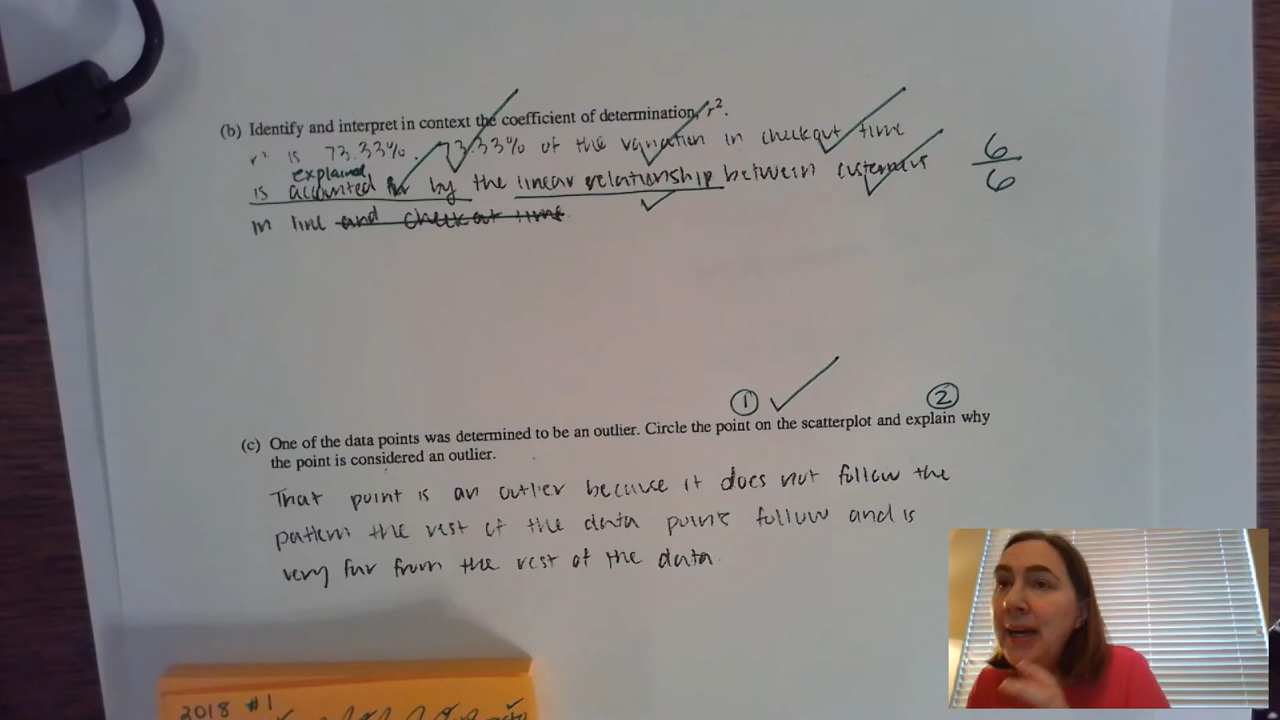 (b) Identify and interpret in context the coefficient of determination, r².
r² is 73.33%. 73.33% of the variation in checkout time
explained
is accounted for by the linear relationship between customers
in line and checkout time.
6
6
① ②
(c) One of the data points was determined to be an outlier. Circle the point on the scatterplot and explain why
the point is considered an outlier.
That point is an outlier because it does not follow the
pattern the rest of the data points follow and is
very far from the rest of the data.
2018 #1